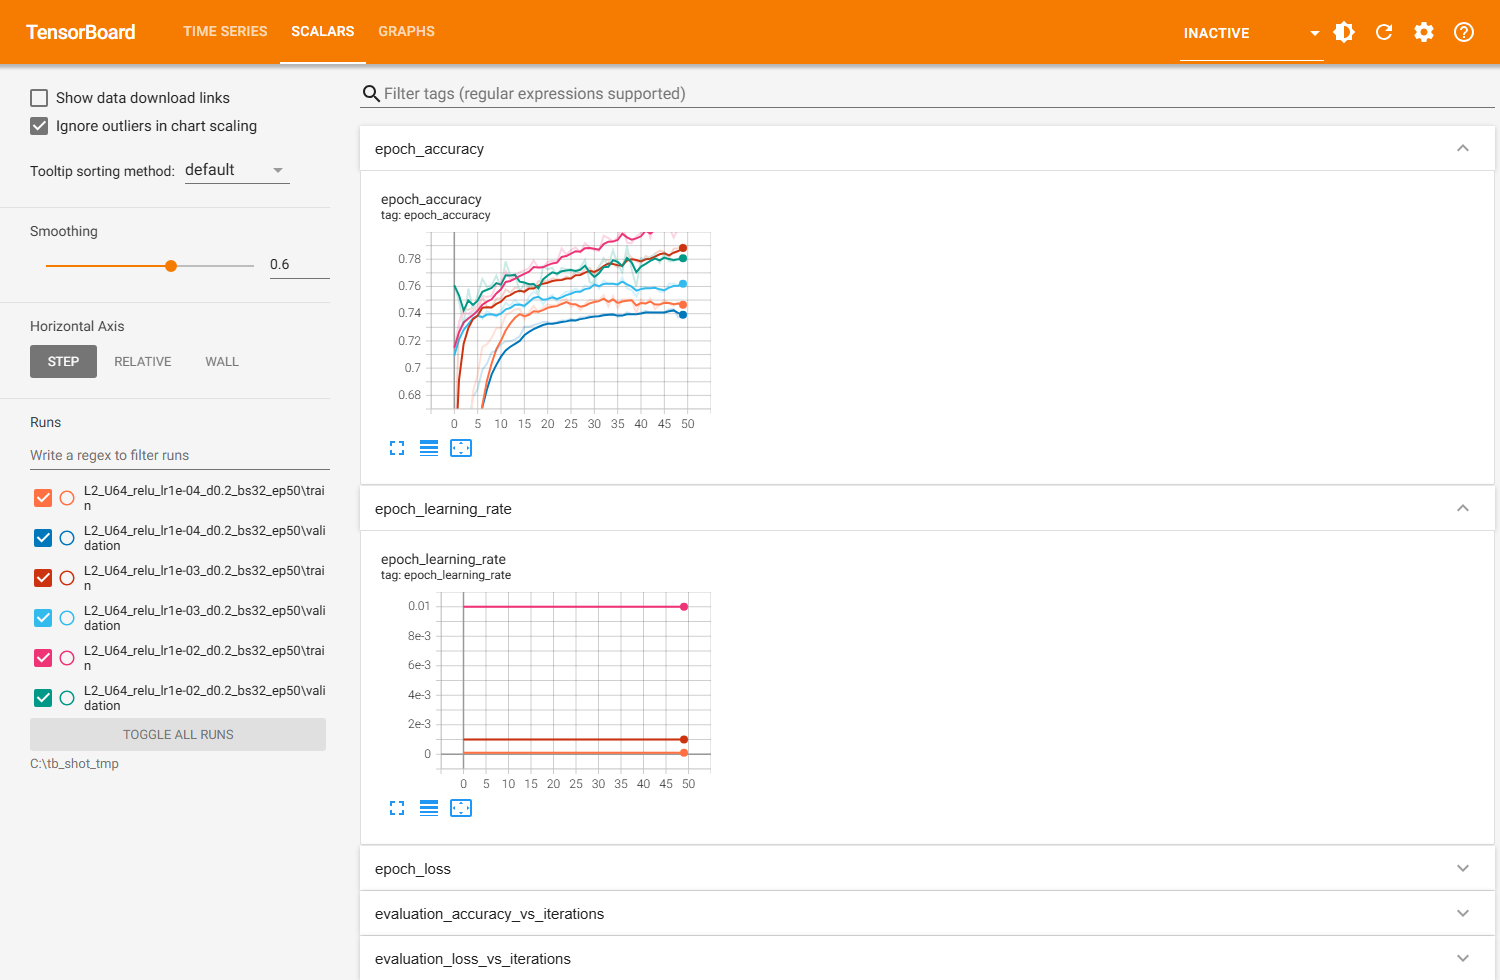 TensorBoard
TIME SERIES
SCALARS
GRAPHS
INACTIVE
Show data download links
Ignore outliers in chart scaling
Tooltip sorting method: default
Smoothing
0.6
Horizontal Axis
STEP
RELATIVE
WALL
Runs
Write a regex to filter runs
L2_U64_relu_lr1e-04_d0.2_bs32_ep50\trai
n
L2_U64_relu_lr1e-04_d0.2_bs32_ep50\vali
dation
L2_U64_relu_lr1e-03_d0.2_bs32_ep50\trai
n
L2_U64_relu_lr1e-03_d0.2_bs32_ep50\vali
dation
L2_U64_relu_lr1e-02_d0.2_bs32_ep50\trai
n
L2_U64_relu_lr1e-02_d0.2_bs32_ep50\vali
dation
TOGGLE ALL RUNS
C:\tb_shot_tmp
Filter tags (regular expressions supported)
epoch_accuracy
epoch_accuracy
tag: epoch_accuracy
0.78
0.76
0.74
0.72
0.7
0.68
0 5 10 15 20 25 30 35 40 45 50
epoch_learning_rate
epoch_learning_rate
tag: epoch_learning_rate
0.01
8e-3
6e-3
4e-3
2e-3
0
0 5 10 15 20 25 30 35 40 45 50
epoch_loss
evaluation_accuracy_vs_iterations
evaluation_loss_vs_iterations